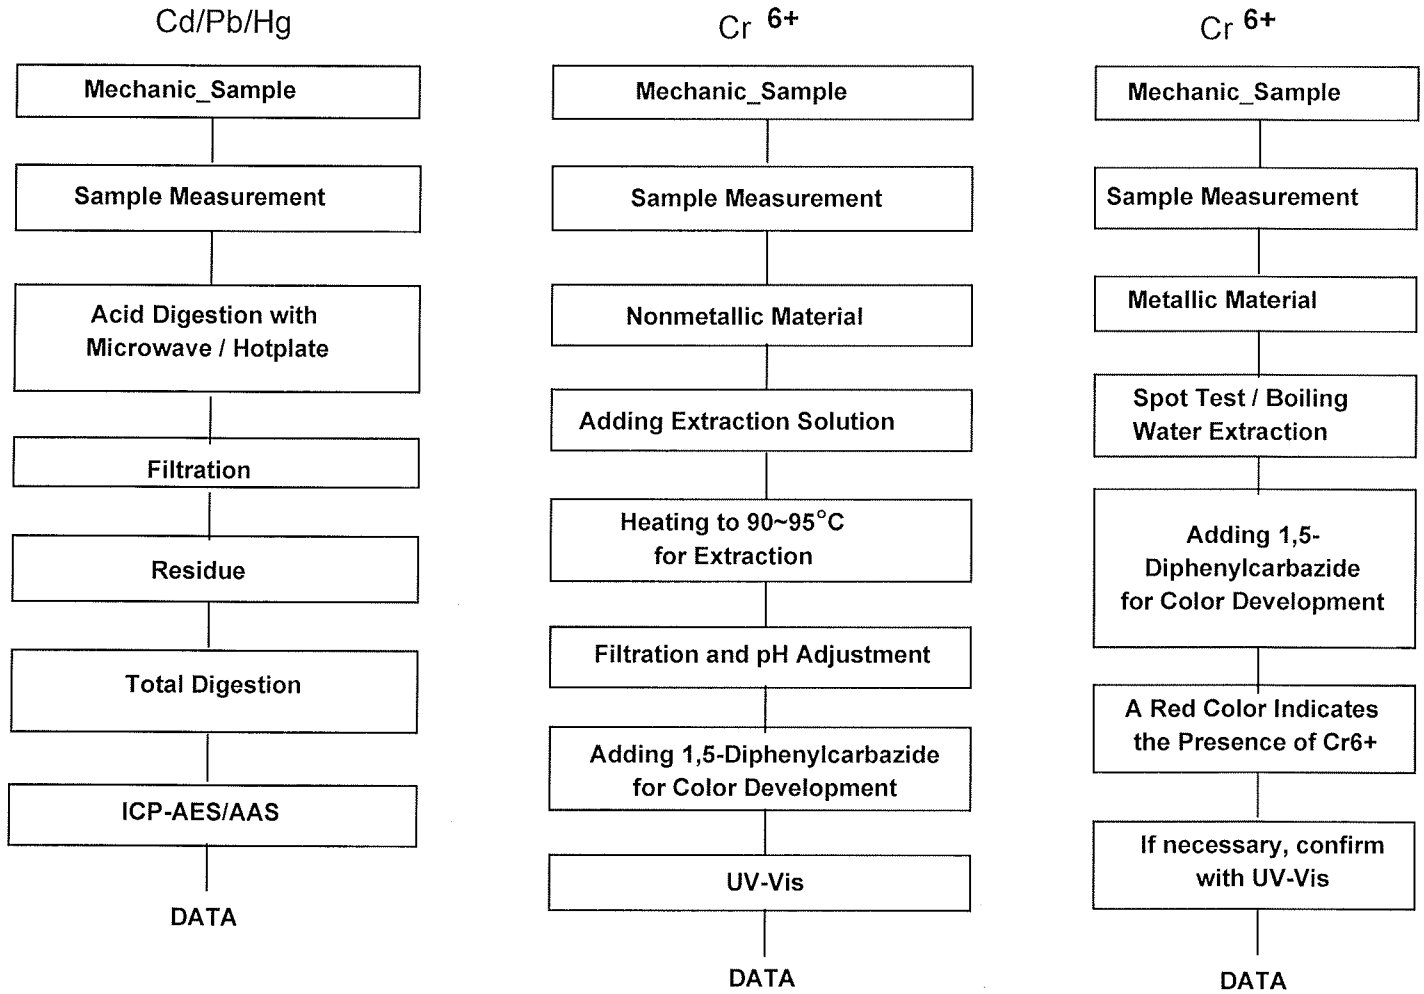 Cd/Pb/Hg
Mechanic_Sample
Sample Measurement
Acid Digestion with
Microwave / Hotplate
Filtration
Residue
Total Digestion
ICP-AES/AAS
DATA
Cr 6+
Mechanic_Sample
Sample Measurement
Nonmetallic Material
Adding Extraction Solution
Heating to 90~95°C
for Extraction
Filtration and pH Adjustment
Adding 1,5-Diphenylcarbazide
for Color Development
UV-Vis
DATA
Cr 6+
Mechanic_Sample
Sample Measurement
Metallic Material
Spot Test / Boiling
Water Extraction
Adding 1,5-
Diphenylcarbazide
for Color Development
A Red Color Indicates
the Presence of Cr6+
If necessary, confirm
with UV-Vis
DATA